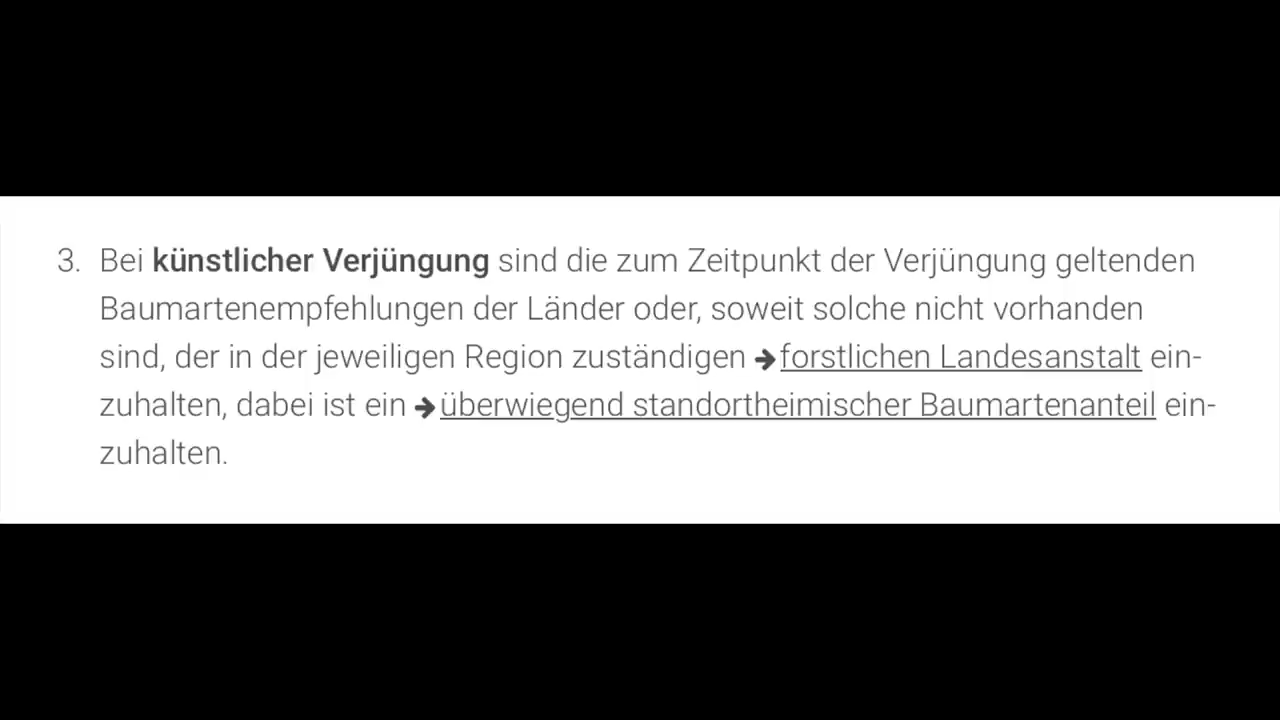 3. Bei künstlicher Verjüngung sind die zum Zeitpunkt der Verjüngung geltenden
Baumartenempfehlungen der Länder oder, soweit solche nicht vorhanden
sind, der in der jeweiligen Region zuständigen ➔forstlichen Landesanstalt ein-
zuhalten, dabei ist ein ➔überwiegend standortheimischer Baumartenanteil ein-
zuhalten.